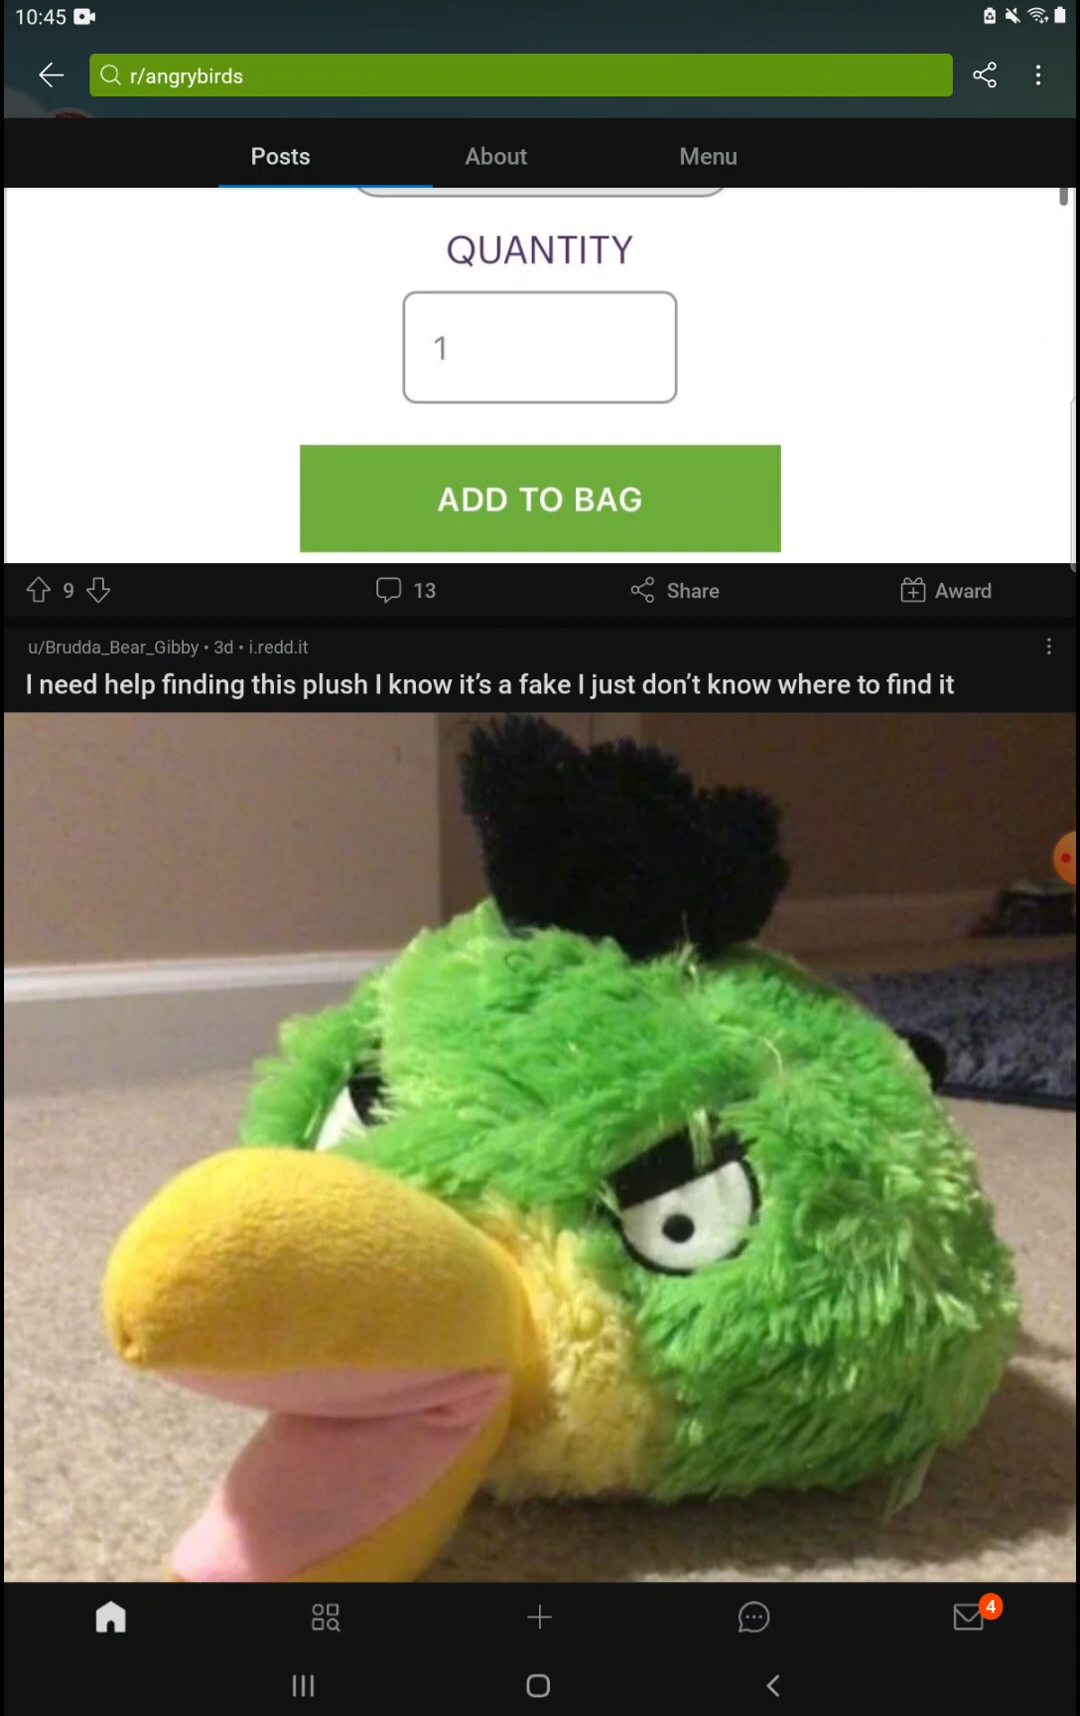 10:45
r/angrybirds
Posts
About
Menu
QUANTITY
1
ADD TO BAG
9
13
Share
Award
u/Brudda_Bear_Gibby • 3d • i.redd.it
I need help finding this plush I know it's a fake I just don't know where to find it
4